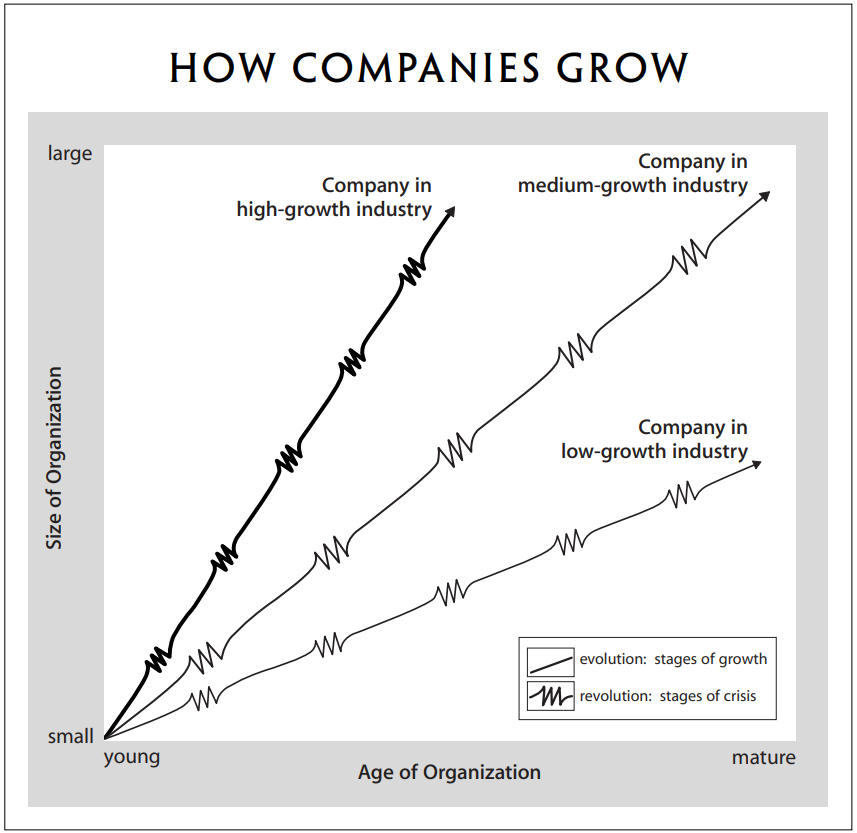 HOW COMPANIES GROW
large
Company in
high-growth industry
Company in
medium-growth industry
Company in
low-growth industry
Size of Organization
evolution: stages of growth
revolution: stages of crisis
small
young
mature
Age of Organization